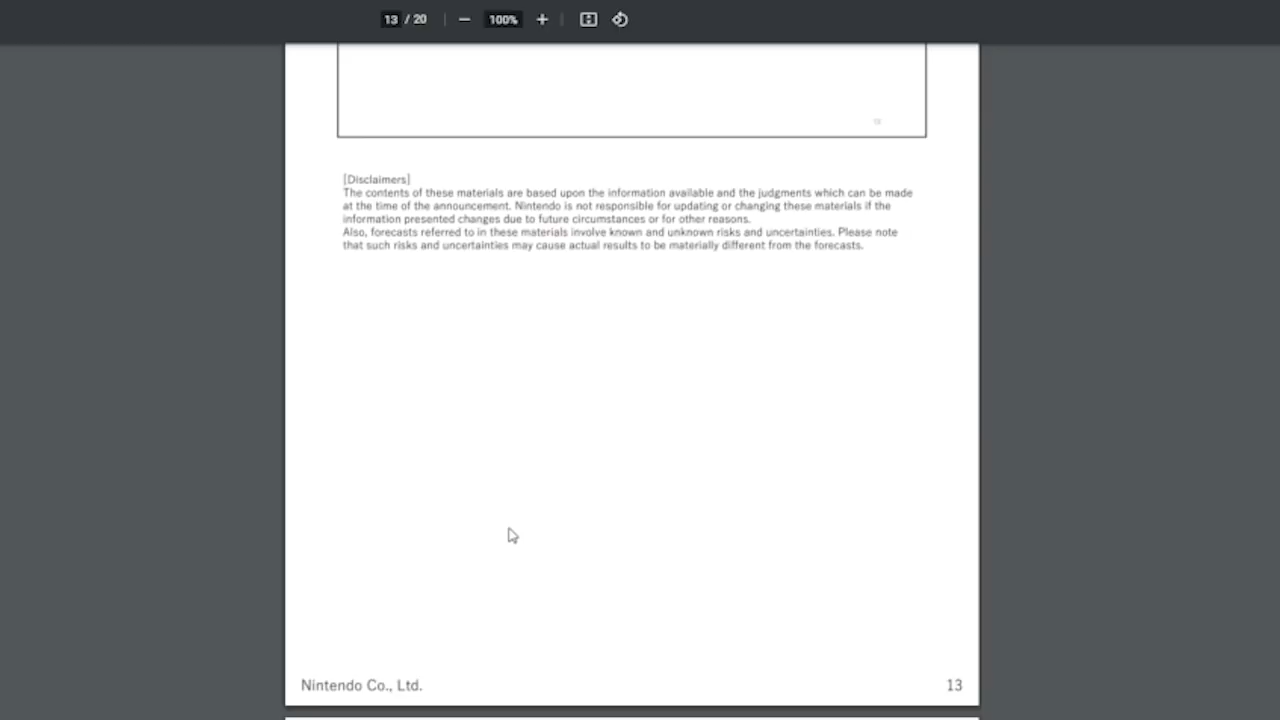 13 / 20 100%
[Disclaimers]
The contents of these materials are based upon the information available and the judgments which can be made
at the time of the announcement. Nintendo is not responsible for updating or changing these materials if the
information presented changes due to future circumstances or for other reasons.
Also, forecasts referred to in these materials involve known and unknown risks and uncertainties. Please note
that such risks and uncertainties may cause actual results to be materially different from the forecasts.
Nintendo Co., Ltd. 13